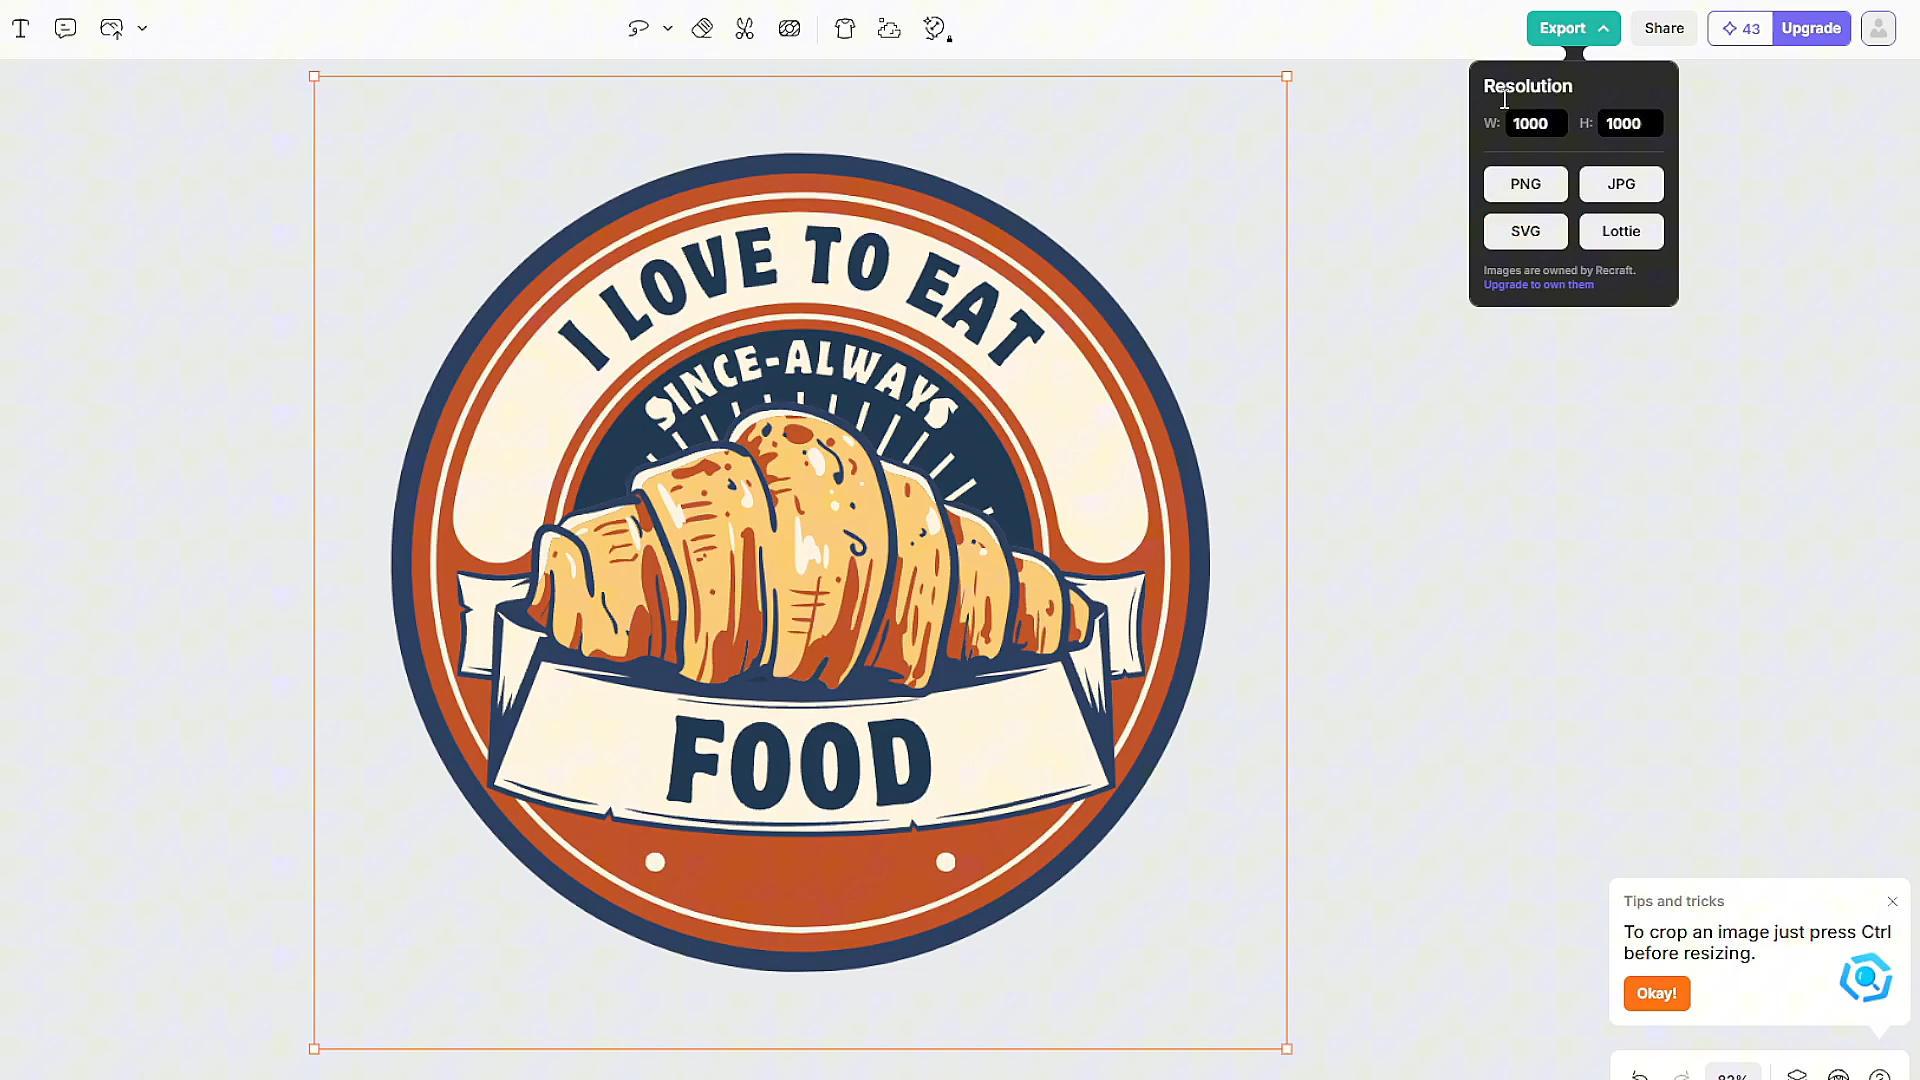 Export
Share
43
Upgrade
Resolution
W: 1000 H: 1000
PNG
JPG
SVG
Lottie
Images are owned by Recraft.
Upgrade to own them
I LOVE TO EAT
SINCE-ALWAYS
FOOD
Tips and tricks
To crop an image just press Ctrl
before resizing.
Okay!